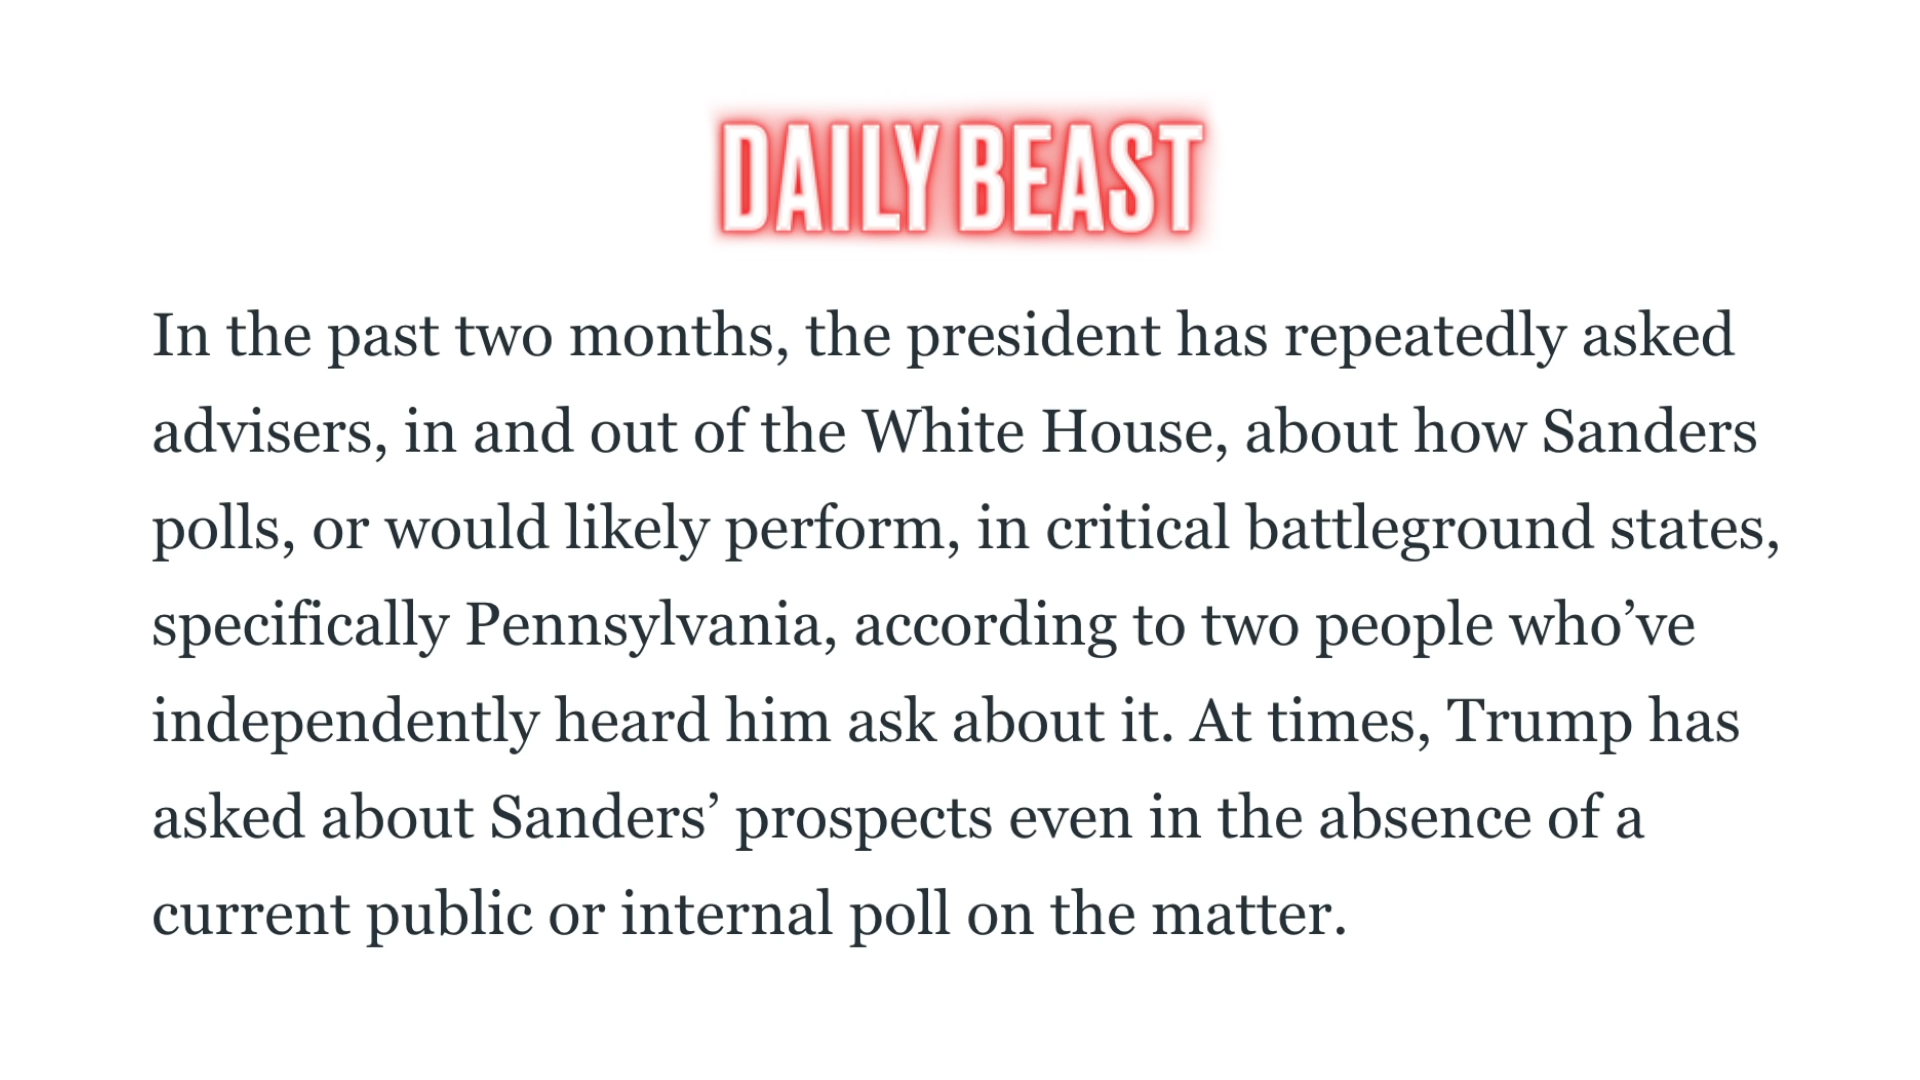 DAILY BEAST
In the past two months, the president has repeatedly asked
advisers, in and out of the White House, about how Sanders
polls, or would likely perform, in critical battleground states,
specifically Pennsylvania, according to two people who’ve
independently heard him ask about it. At times, Trump has
asked about Sanders’ prospects even in the absence of a
current public or internal poll on the matter.